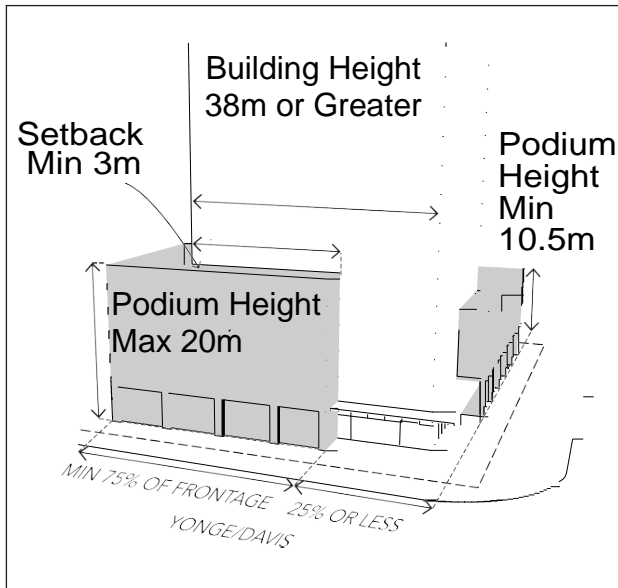 Building Height
38m or Greater
Setback
Min 3m
Podium
Height
Min
10.5m
Podium Height
Max 20m
MIN 75% OF FRONTAGE
25% OR LESS
YONGE/DAVIS